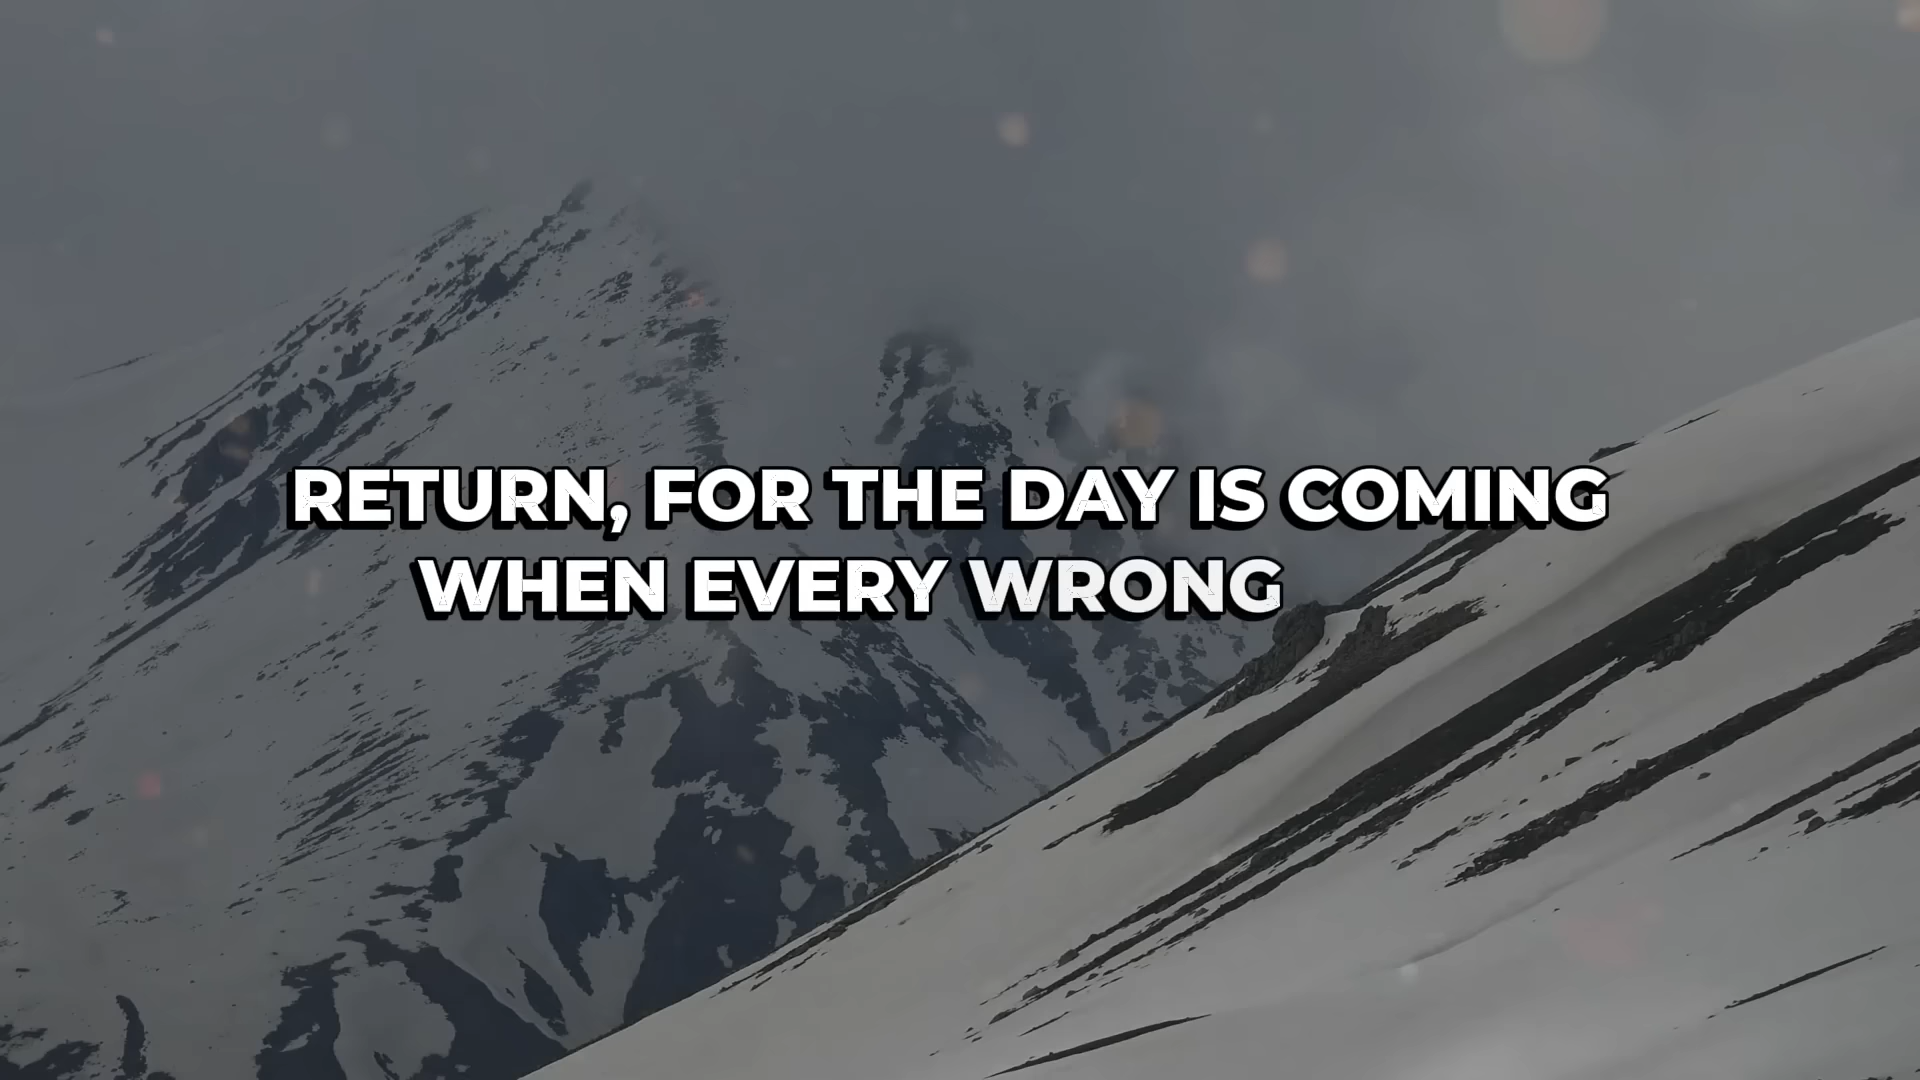 RETURN, FOR THE DAY IS COMING
WHEN EVERY WRONG